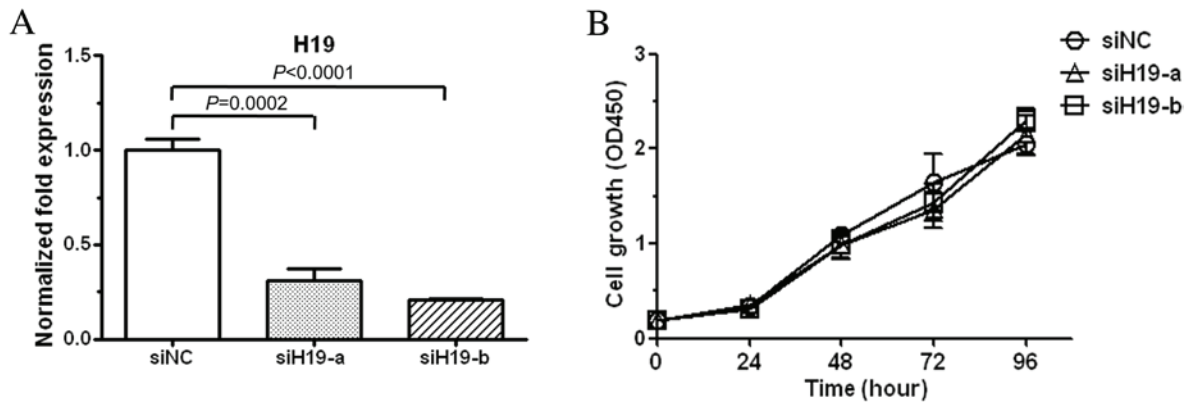 A
H19
Normalized fold expression
1.5
1.0
0.5
0.0
P<0.0001
P=0.0002
siNC
siH19-a
siH19-b
B
Cell growth (OD450)
3
2
1
0
0
24
48
72
96
Time (hour)
siNC
siH19-a
siH19-b